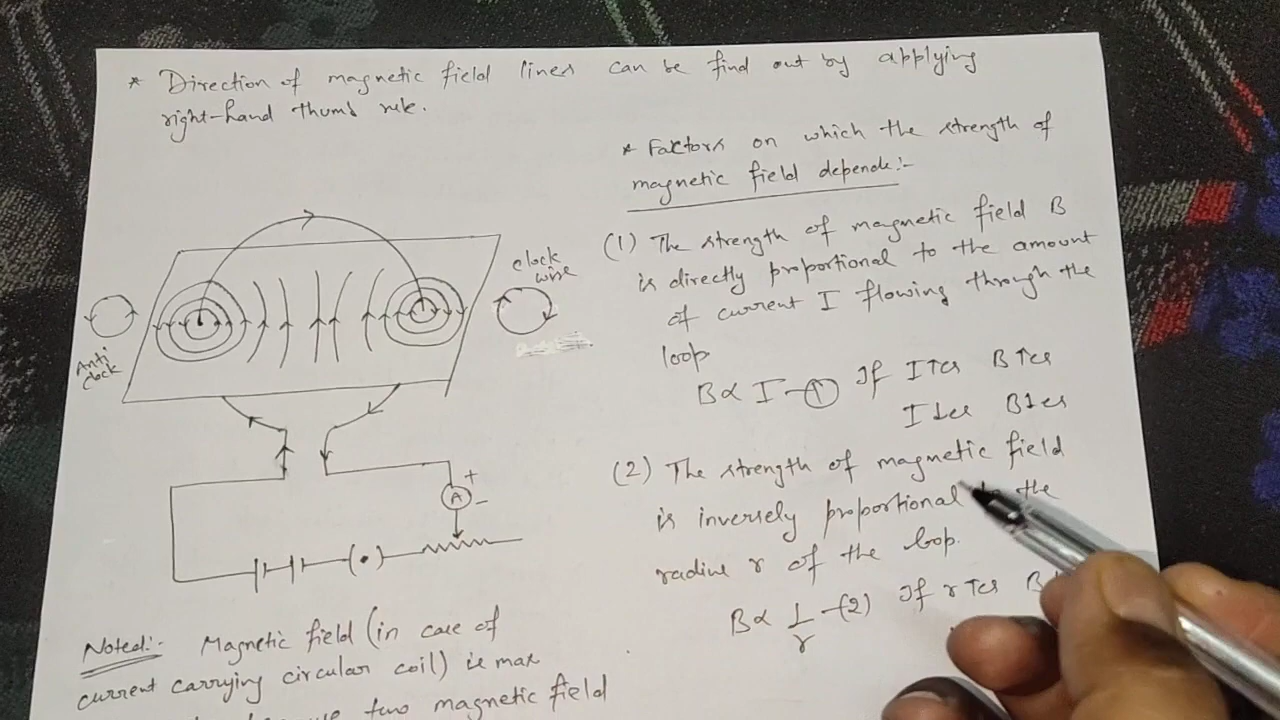 * Direction of magnetic field lines can be find out by applying
right-hand thumb rule.
* Factors on which the strength of
magnetic field depends:-
(1) The strength of magnetic field B
is directly proportional to the amount
of current I flowing through the
loop
B ∝ I -① If I↑es B↑es
I↓es B↓es
(2) The strength of magnetic field
is inversely proportional to the
radius r of the loop.
B ∝ 1/r -(2) If r↑es B↓
Anti
clock
clock
wise
+
A
-
Noted:- Magnetic field (in case of
current carrying circular coil) is max
two magnetic field